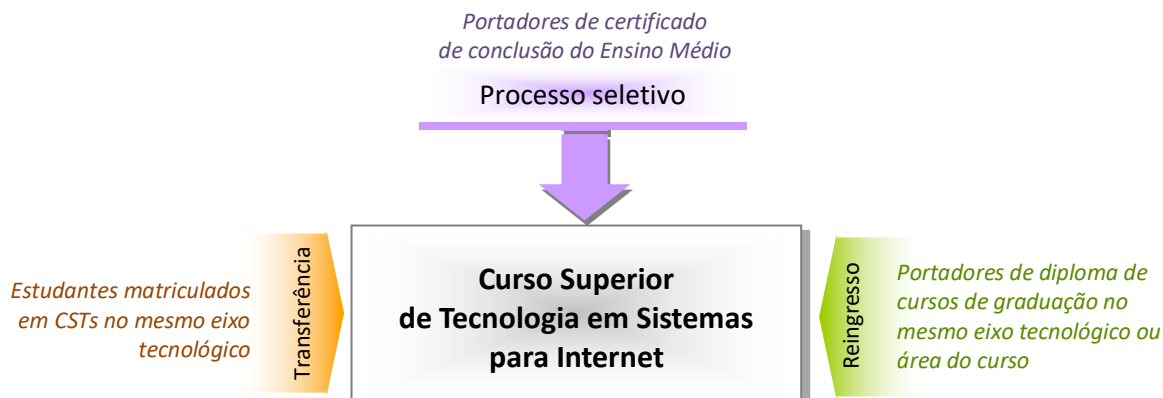 Portadores de certificado
de conclusão do Ensino Médio
Processo seletivo
Estudantes matriculados
em CSTs no mesmo eixo
tecnológico
Transferência
Curso Superior
de Tecnologia em Sistemas
para Internet
Reingresso
Portadores de diploma de
cursos de graduação no
mesmo eixo tecnológico ou
área do curso